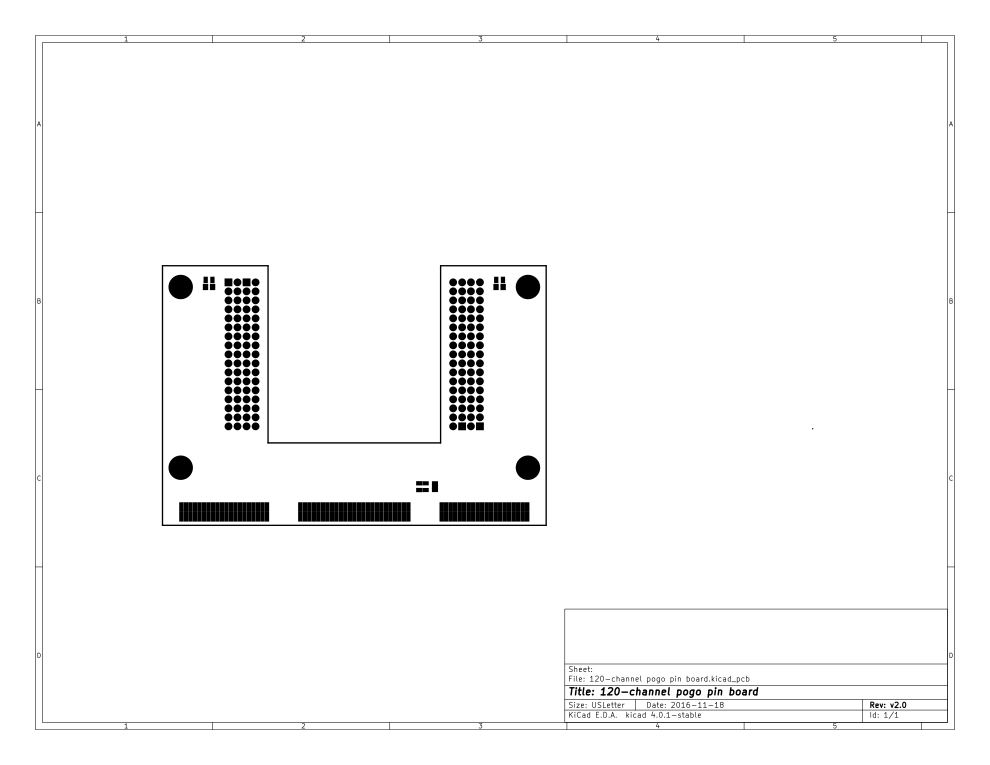 1 2 3 4 5
A A
B B
C C
D D
Sheet:
File: 120-channel pogo pin board.kicad_pcb
Title: 120-channel pogo pin board
Size: USLetter Date: 2016-11-18 Rev: v2.0
KiCad E.D.A. kicad 4.0.1-stable Id: 1/1
1 2 3 4 5